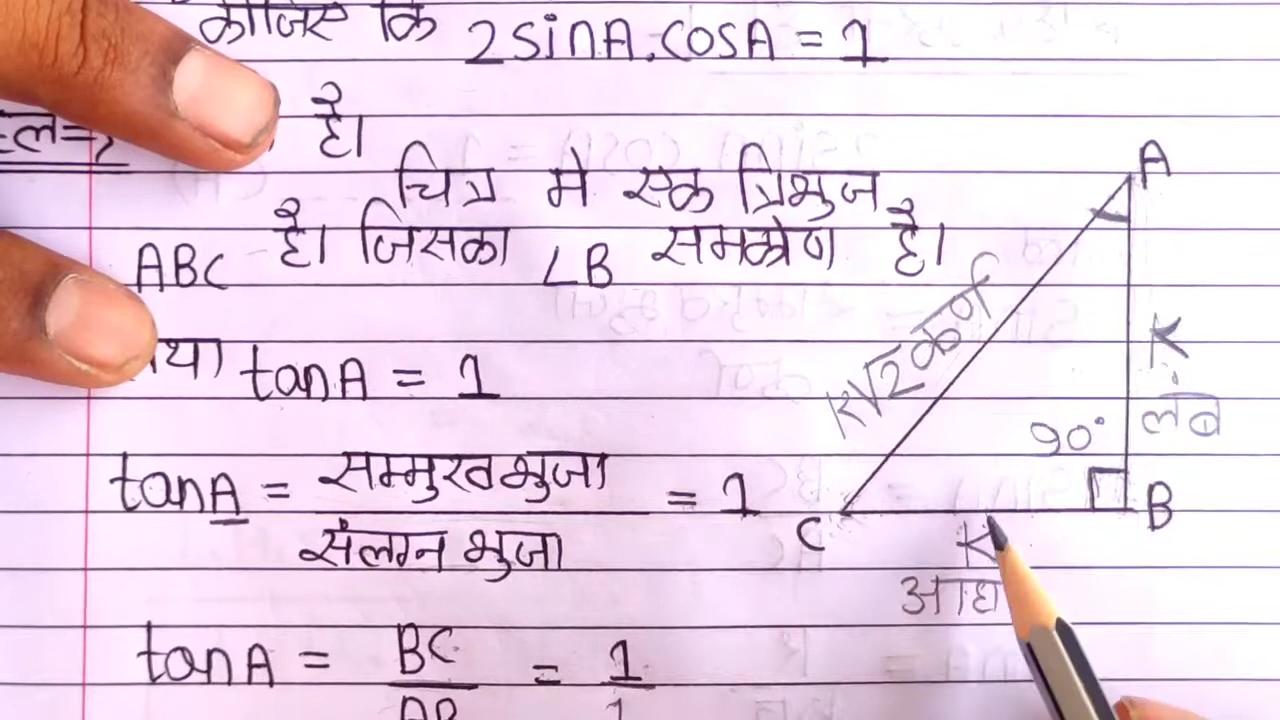 कीजिए कि 2sinA.cosA = 1
हल⇒ है।
चित्र मे एक त्रिभुज
ABC है। जिसका ∠B समकोण है।
tanA = 1
tanA = सम्मुख भुजा / संलग्न भुजा = 1
tanA = BC / AB = 1 / 1
A
K√2 कर्ण
K
लंब
90°
C
B
K